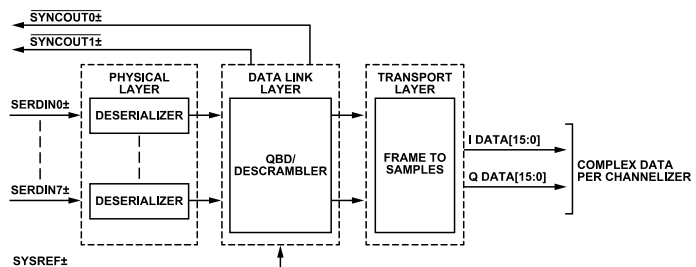 SYNCOUT0±
SYNCOUT1±
PHYSICAL
LAYER
DATA LINK
LAYER
TRANSPORT
LAYER
SERDIN0±
DESERIALIZER
QBD/
DESCRAMBLER
FRAME TO
SAMPLES
I DATA[15:0]
Q DATA[15:0]
COMPLEX DATA
PER CHANNELIZER
SERDIN7±
DESERIALIZER
SYSREF±